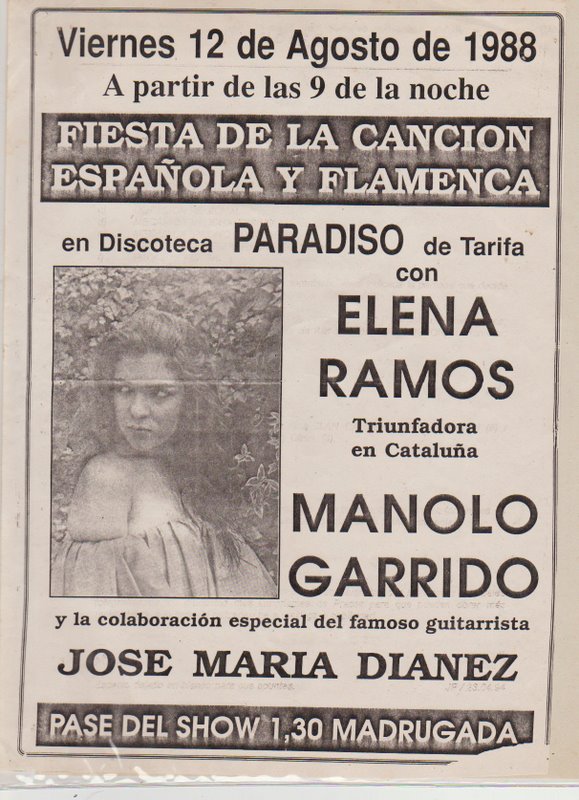 Viernes 12 de Agosto de 1988
A partir de las 9 de la noche
FIESTA DE LA CANCION
ESPAÑOLA Y FLAMENCA
en Discoteca PARADISO de Tarifa
con
ELENA
RAMOS
Triunfadora
en Cataluña
MANOLO
GARRIDO
y la colaboración especial del famoso guitarrista
JOSE MARIA DIANEZ
PASE DEL SHOW 1,30 MADRUGADA